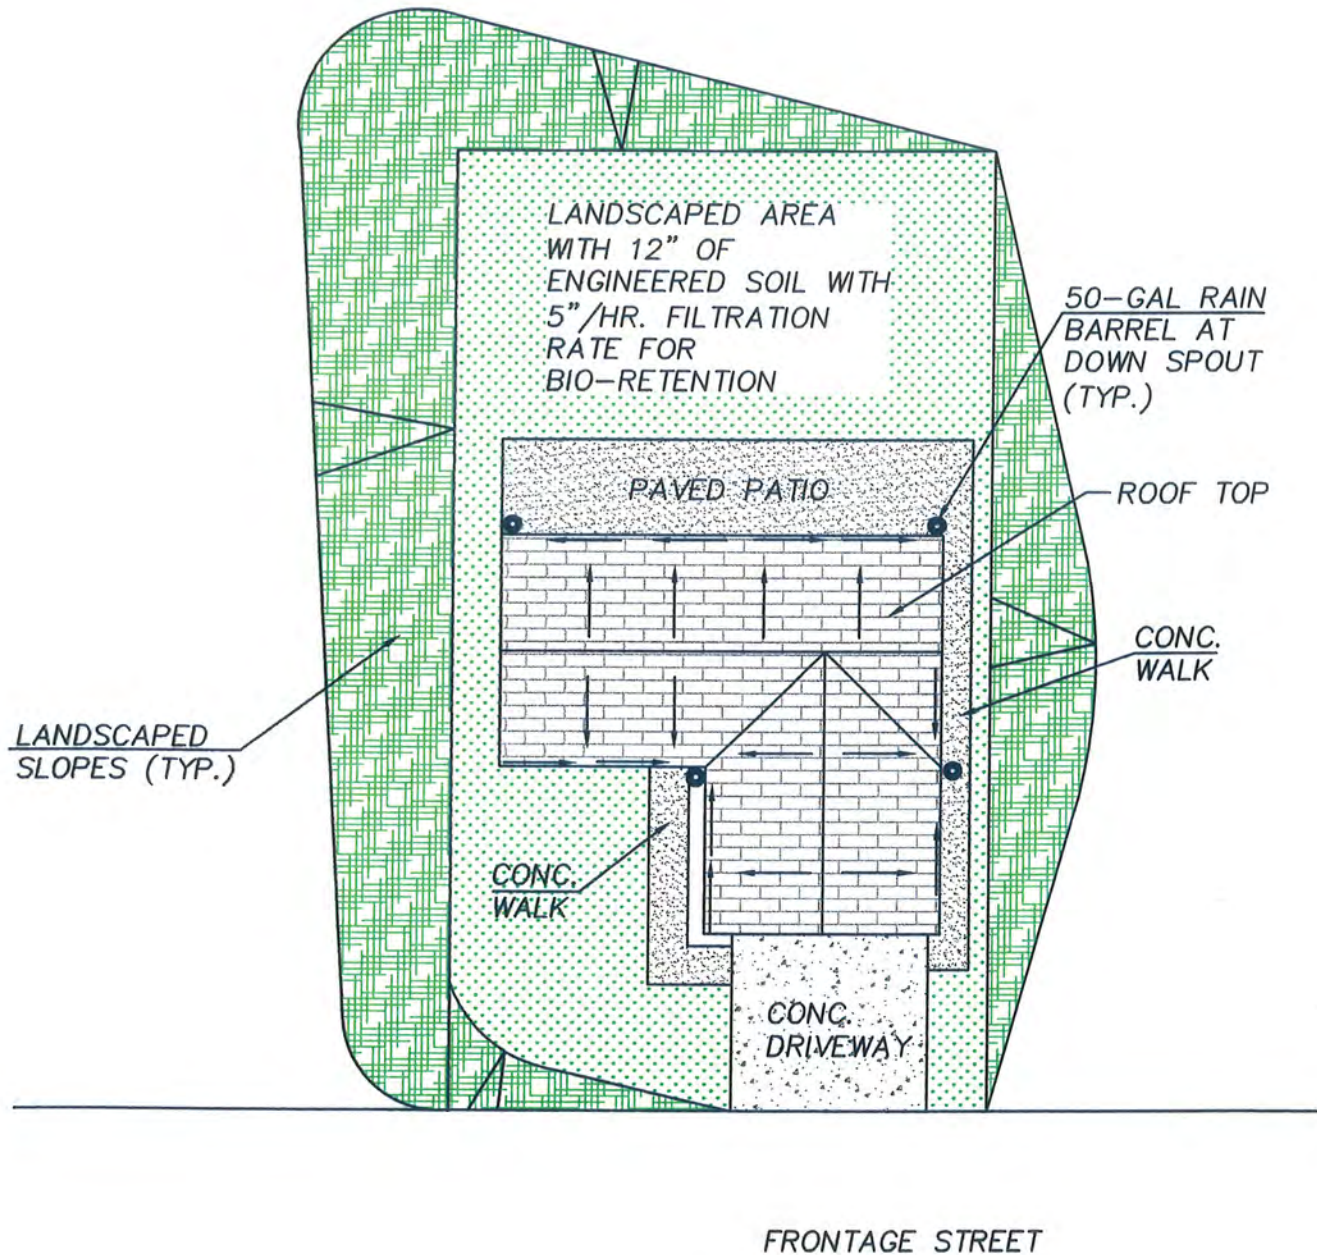 LANDSCAPED AREA
WITH 12" OF
ENGINEERED SOIL WITH
5"/HR. FILTRATION
RATE FOR
BIO-RETENTION
50-GAL RAIN
BARREL AT
DOWN SPOUT
(TYP.)
PAVED PATIO
ROOF TOP
CONC.
WALK
LANDSCAPED
SLOPES (TYP.)
CONC.
WALK
CONC.
DRIVEWAY
FRONTAGE STREET